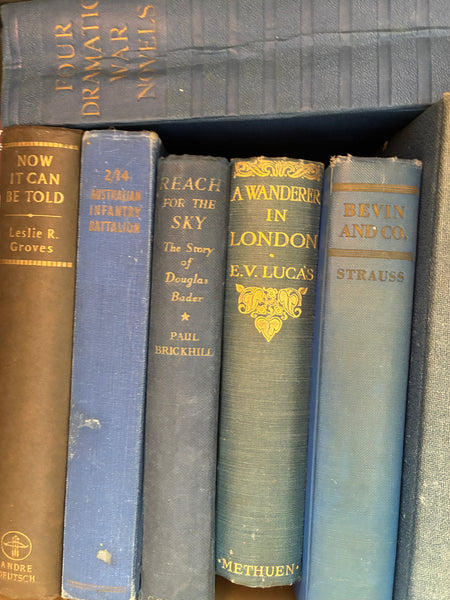 FOUR
DRAMATIC
WAR
NOVELS
NOW
IT CAN
BE TOLD
Leslie R.
Groves
ANDRE
DEUTSCH
2/14
AUSTRALIAN
INFANTRY
BATTALION
REACH
FOR THE
SKY
The Story
of
Douglas
Bader
PAUL
BRICKHILL
A WANDERER
IN
LONDON
E.V. LUCAS
METHUEN
BEVIN
AND CO.
STRAUSS